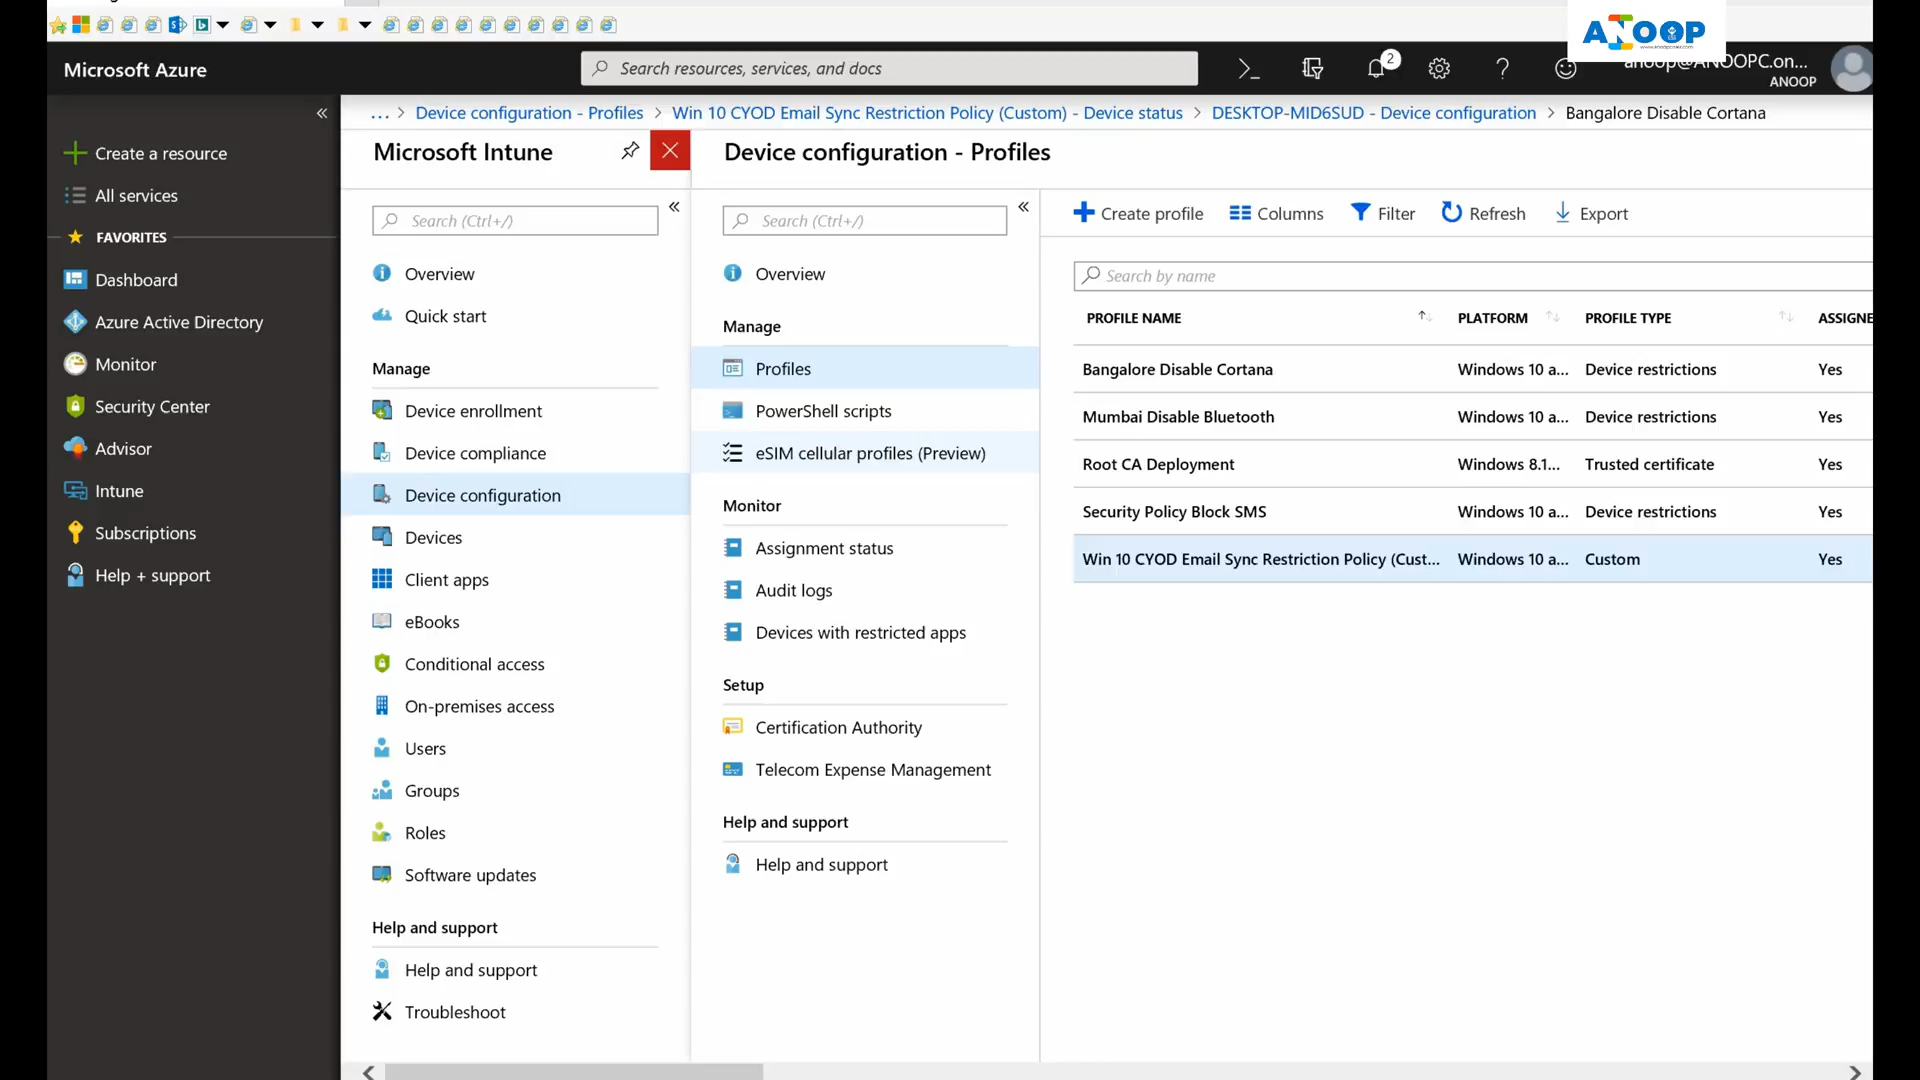 ANOOP
Microsoft Azure
Search resources, services, and docs
2
anoop@ANOOPC.on...
ANOOP
«
... > Device configuration - Profiles > Win 10 CYOD Email Sync Restriction Policy (Custom) - Device status > DESKTOP-MID6SUD - Device configuration > Bangalore Disable Cortana
Create a resource
All services
FAVORITES
Dashboard
Azure Active Directory
Monitor
Security Center
Advisor
Intune
Subscriptions
Help + support
Microsoft Intune
Search (Ctrl+/)
«
Overview
Quick start
Manage
Device enrollment
Device compliance
Device configuration
Devices
Client apps
eBooks
Conditional access
On-premises access
Users
Groups
Roles
Software updates
Help and support
Help and support
Troubleshoot
Device configuration - Profiles
Search (Ctrl+/)
«
Overview
Manage
Profiles
PowerShell scripts
eSIM cellular profiles (Preview)
Monitor
Assignment status
Audit logs
Devices with restricted apps
Setup
Certification Authority
Telecom Expense Management
Help and support
Help and support
Create profile Columns Filter Refresh Export
Search by name
PROFILE NAME PLATFORM PROFILE TYPE ASSIGNE
Bangalore Disable Cortana Windows 10 a... Device restrictions Yes
Mumbai Disable Bluetooth Windows 10 a... Device restrictions Yes
Root CA Deployment Windows 8.1... Trusted certificate Yes
Security Policy Block SMS Windows 10 a... Device restrictions Yes
Win 10 CYOD Email Sync Restriction Policy (Cust... Windows 10 a... Custom Yes